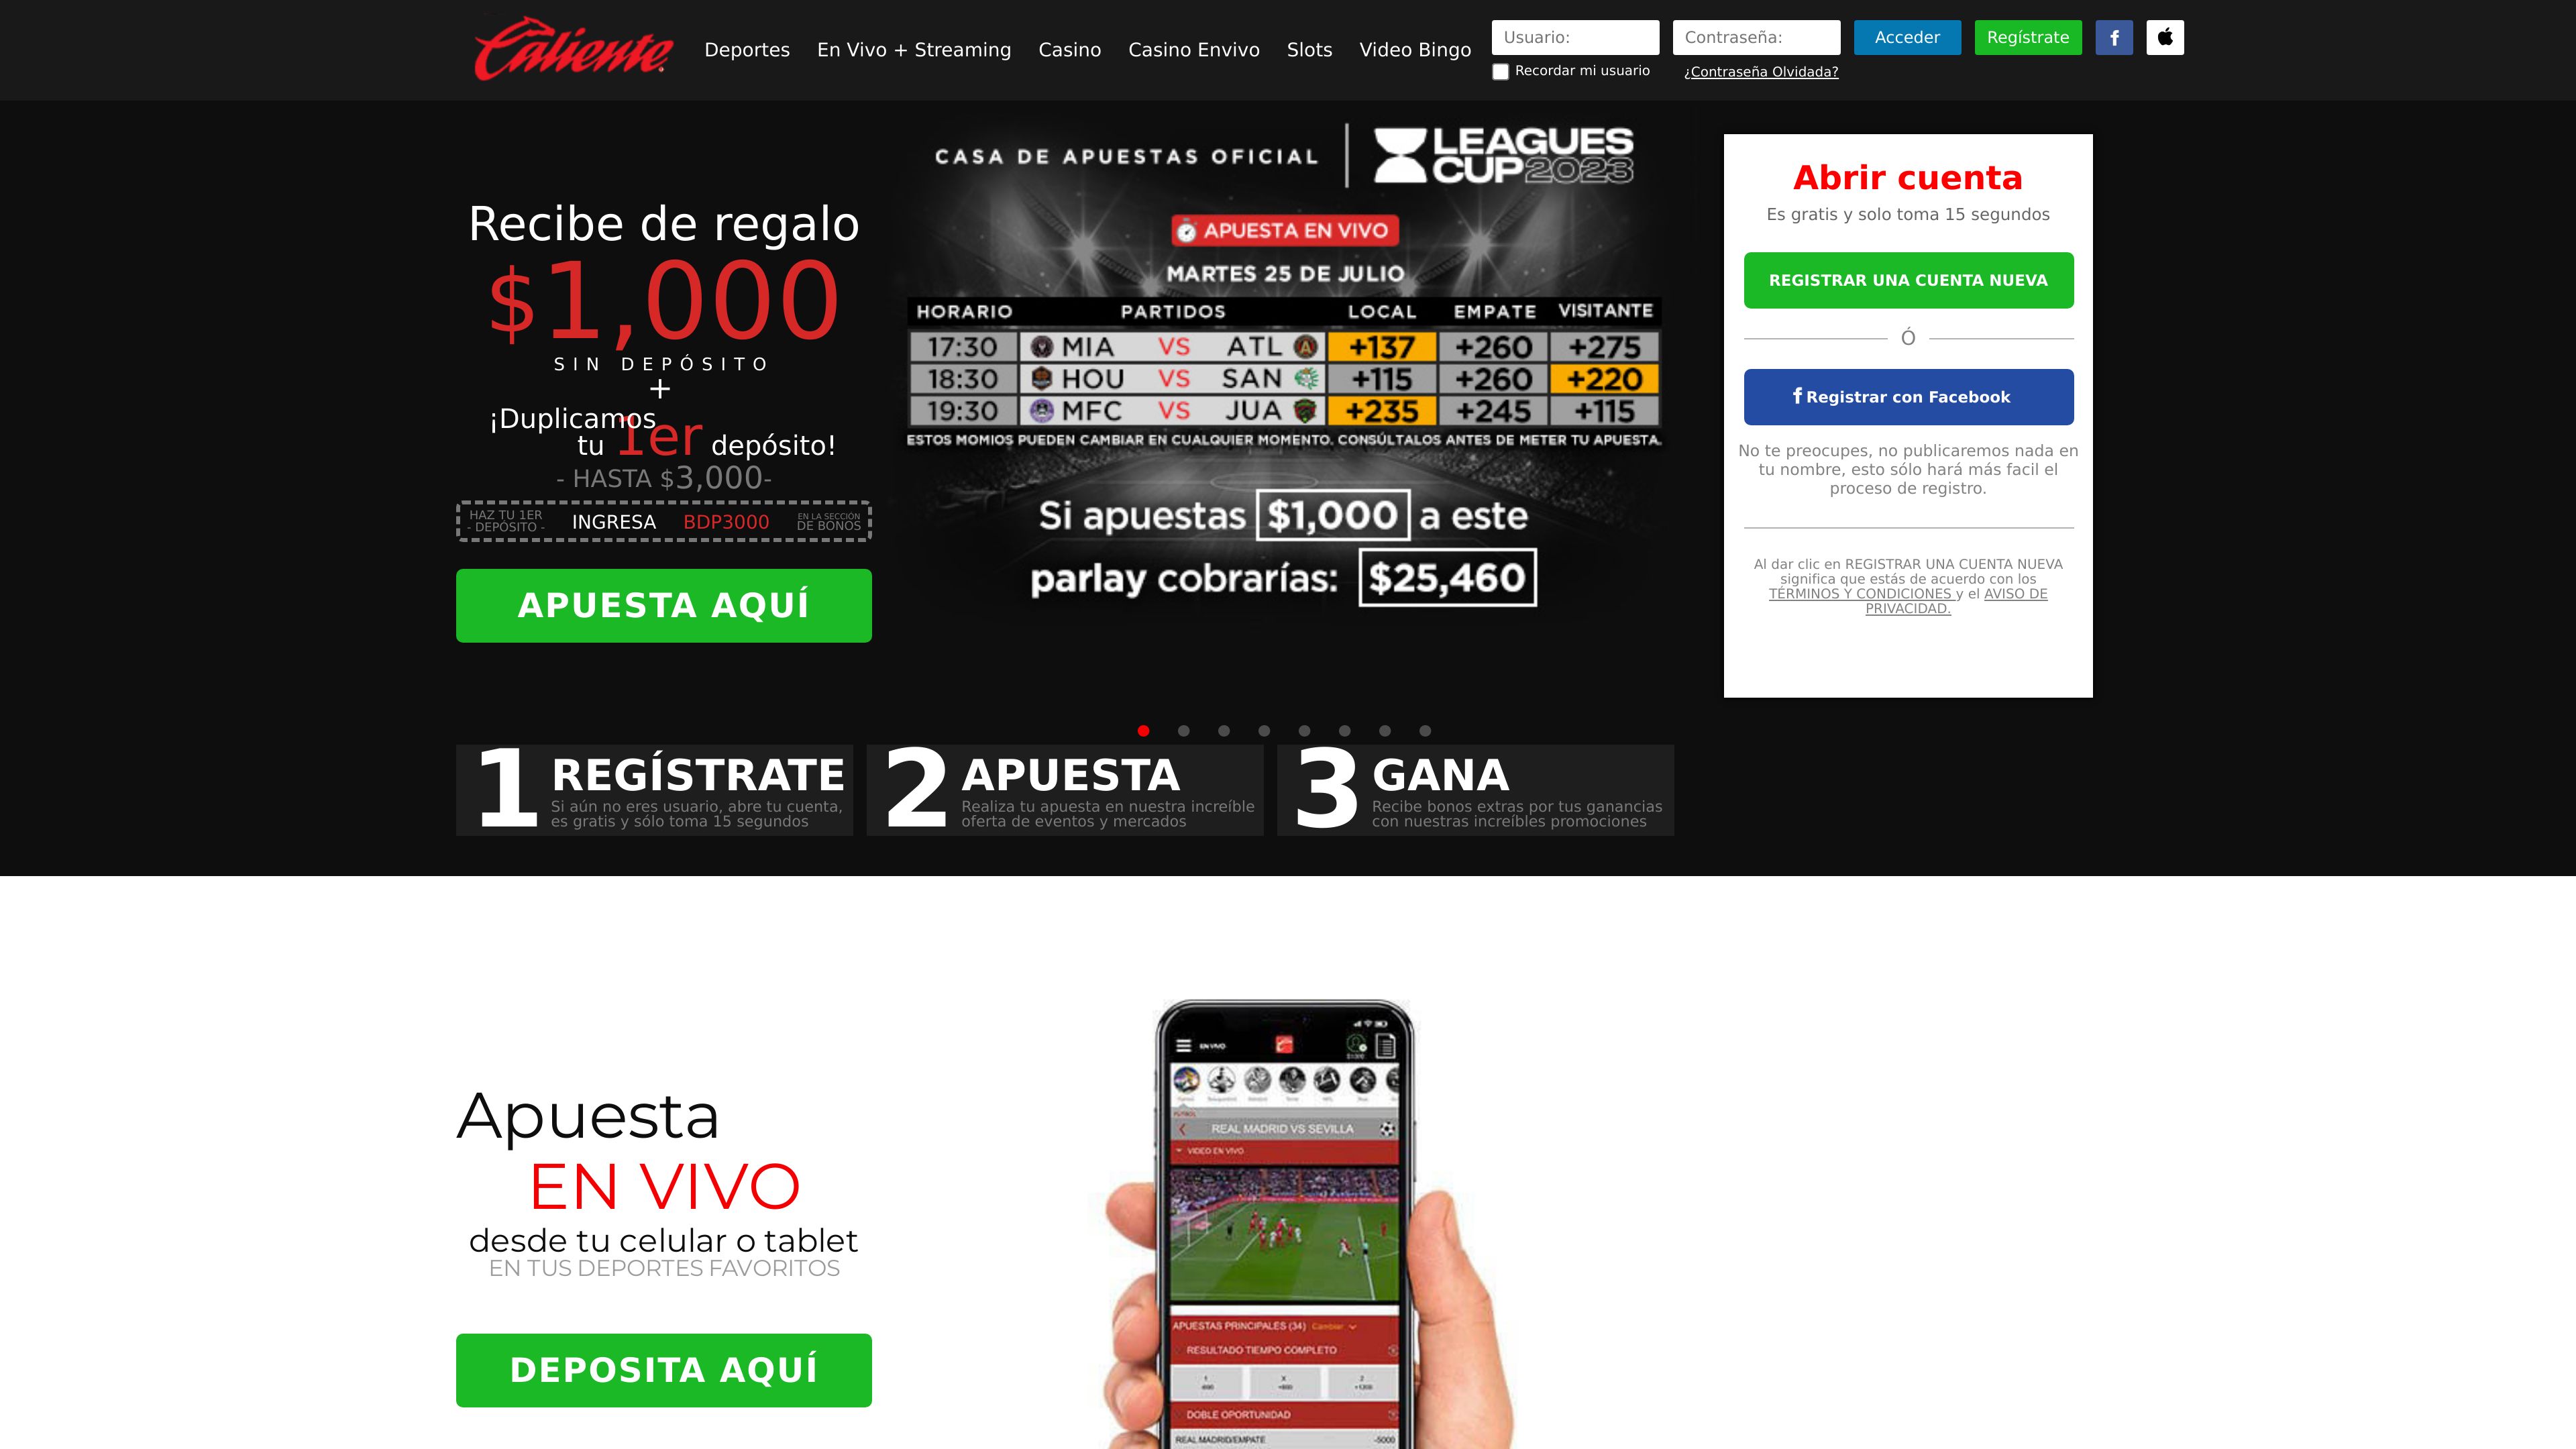 Caliente
Deportes En Vivo + Streaming Casino Casino Envivo Slots Video Bingo
Usuario: Contraseña: Acceder Regístrate
Recordar mi usuario ¿Contraseña Olvidada?
Recibe de regalo
$1,000
SIN DEPÓSITO
+
¡Duplicamos
tu 1er depósito!
- HASTA $3,000-
HAZ TU 1ER
- DEPÓSITO -
INGRESA BDP3000
EN LA SECCIÓN
DE BONOS
APUESTA AQUÍ
CASA DE APUESTAS OFICIAL
LEAGUES
CUP 2023
APUESTA EN VIVO
MARTES 25 DE JULIO
HORARIO PARTIDOS LOCAL EMPATE VISITANTE
17:30 MIA VS ATL +137 +260 +275
18:30 HOU VS SAN +115 +260 +220
19:30 MFC VS JUA +235 +245 +115
ESTOS MOMIOS PUEDEN CAMBIAR EN CUALQUIER MOMENTO. CONSÚLTALOS ANTES DE METER TU APUESTA.
Si apuestas $1,000 a este
parlay cobrarías: $25,460
Abrir cuenta
Es gratis y solo toma 15 segundos
REGISTRAR UNA CUENTA NUEVA
Ó
Registrar con Facebook
No te preocupes, no publicaremos nada en
tu nombre, esto sólo hará más facil el
proceso de registro.
Al dar clic en REGISTRAR UNA CUENTA NUEVA
significa que estás de acuerdo con los
TÉRMINOS Y CONDICIONES y el AVISO DE
PRIVACIDAD.
1 REGÍSTRATE
Si aún no eres usuario, abre tu cuenta,
es gratis y sólo toma 15 segundos
2 APUESTA
Realiza tu apuesta en nuestra increíble
oferta de eventos y mercados
3 GANA
Recibe bonos extras por tus ganancias
con nuestras increíbles promociones
Apuesta
EN VIVO
desde tu celular o tablet
EN TUS DEPORTES FAVORITOS
DEPOSITA AQUÍ
EN VIVO
FUTBOL
REAL MADRID VS SEVILLA
VIDEO EN VIVO
APUESTAS PRINCIPALES (34) Cambiar
RESULTADO TIEMPO COMPLETO
1 X 2
DOBLE OPORTUNIDAD
REAL MADRID/EMPATE -5000